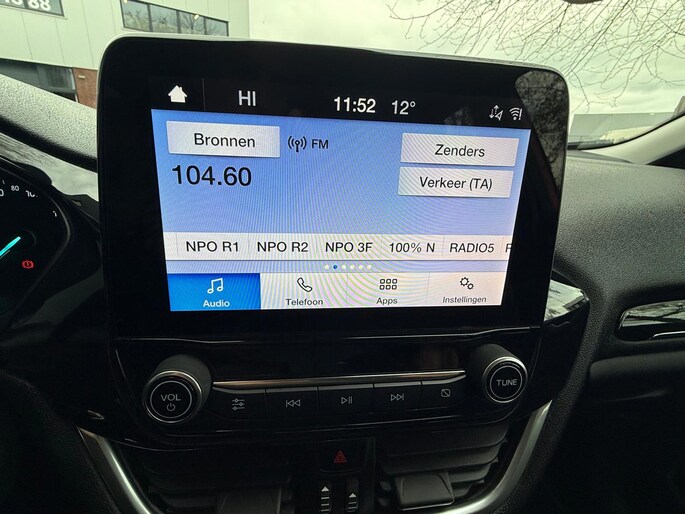 HI 11:52 12°
Bronnen FM Zenders
104.60 Verkeer (TA)
NPO R1 NPO R2 NPO 3F 100% N RADIO5
Audio Telefoon Apps Instellingen
VOL TUNE